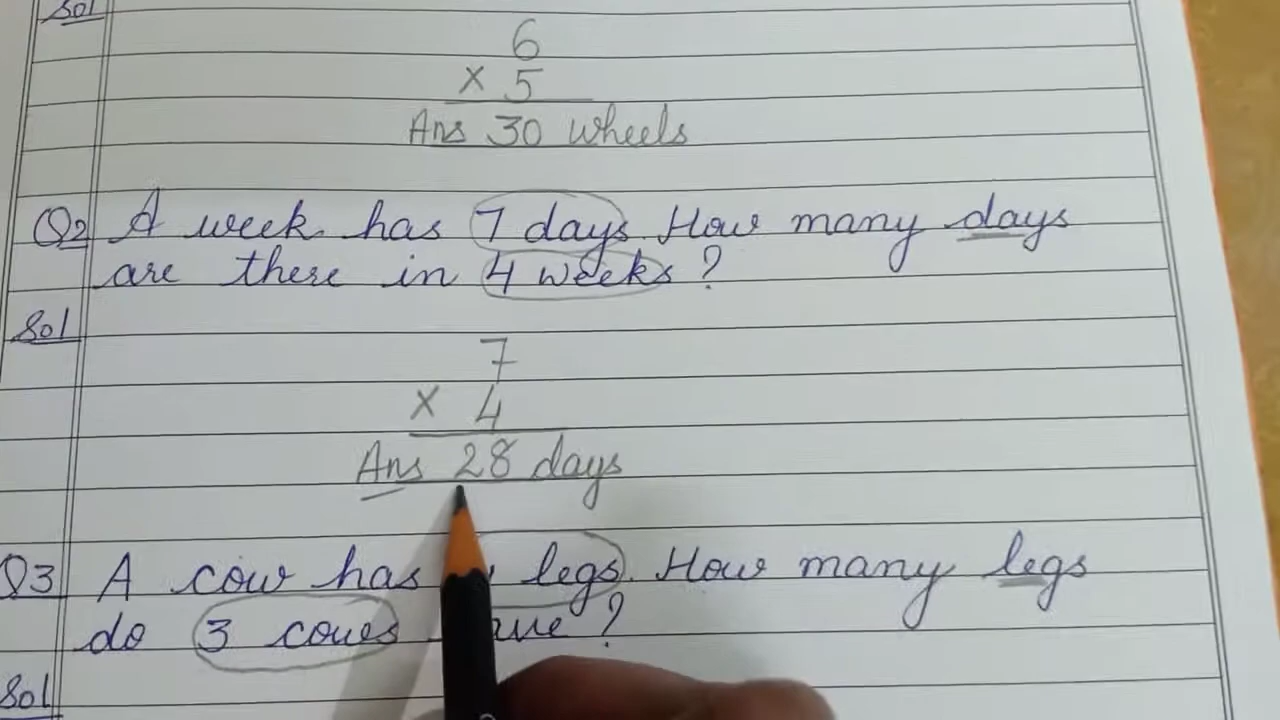 Sol
6
× 5
Ans 30 wheels
Q2 A week has 7 days. How many days
are there in 4 weeks?
Sol
7
× 4
Ans 28 days
Q3 A cow has legs. How many legs
do 3 cows ?
Sol